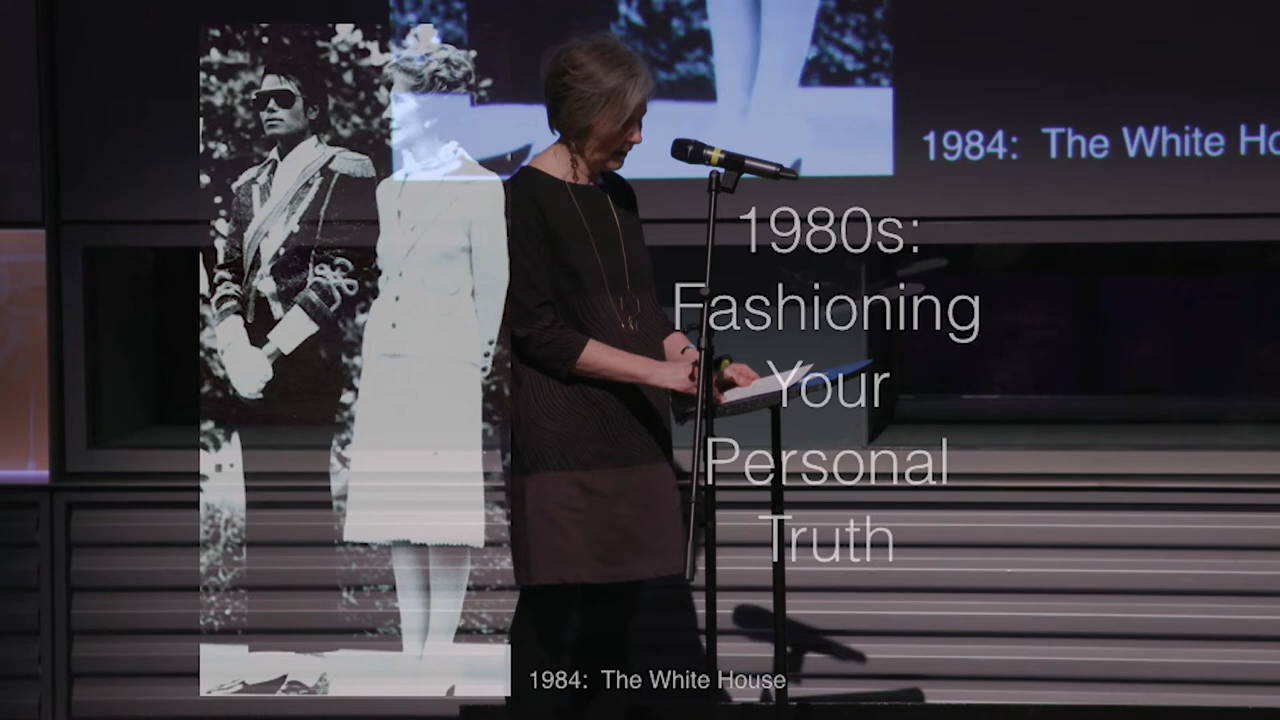 1984:  The White Ho
1980s:
Fashioning
Your
Personal
Truth
1984:  The White House